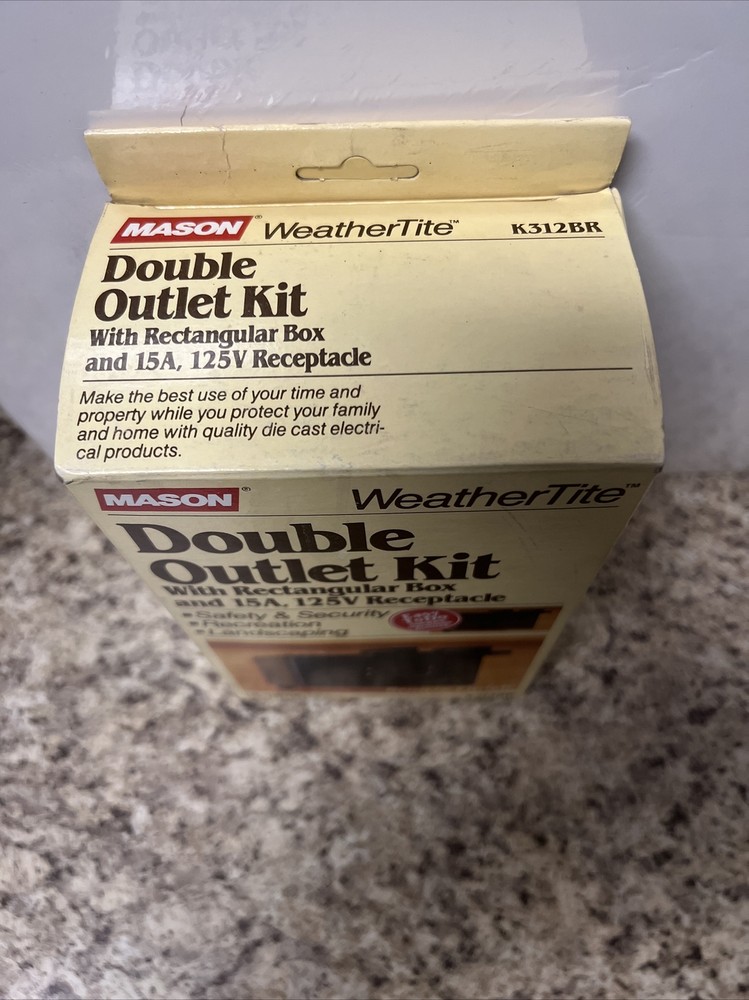 MASON® WeatherTite™ K312BR
Double
Outlet Kit
With Rectangular Box
and 15A, 125V Receptacle
Make the best use of your time and
property while you protect your family
and home with quality die cast electri-
cal products.
MASON® WeatherTite™
Double
Outlet Kit
With Rectangular Box
and 15A, 125V Receptacle
• Safety & Security
• Recreation
• Landscaping